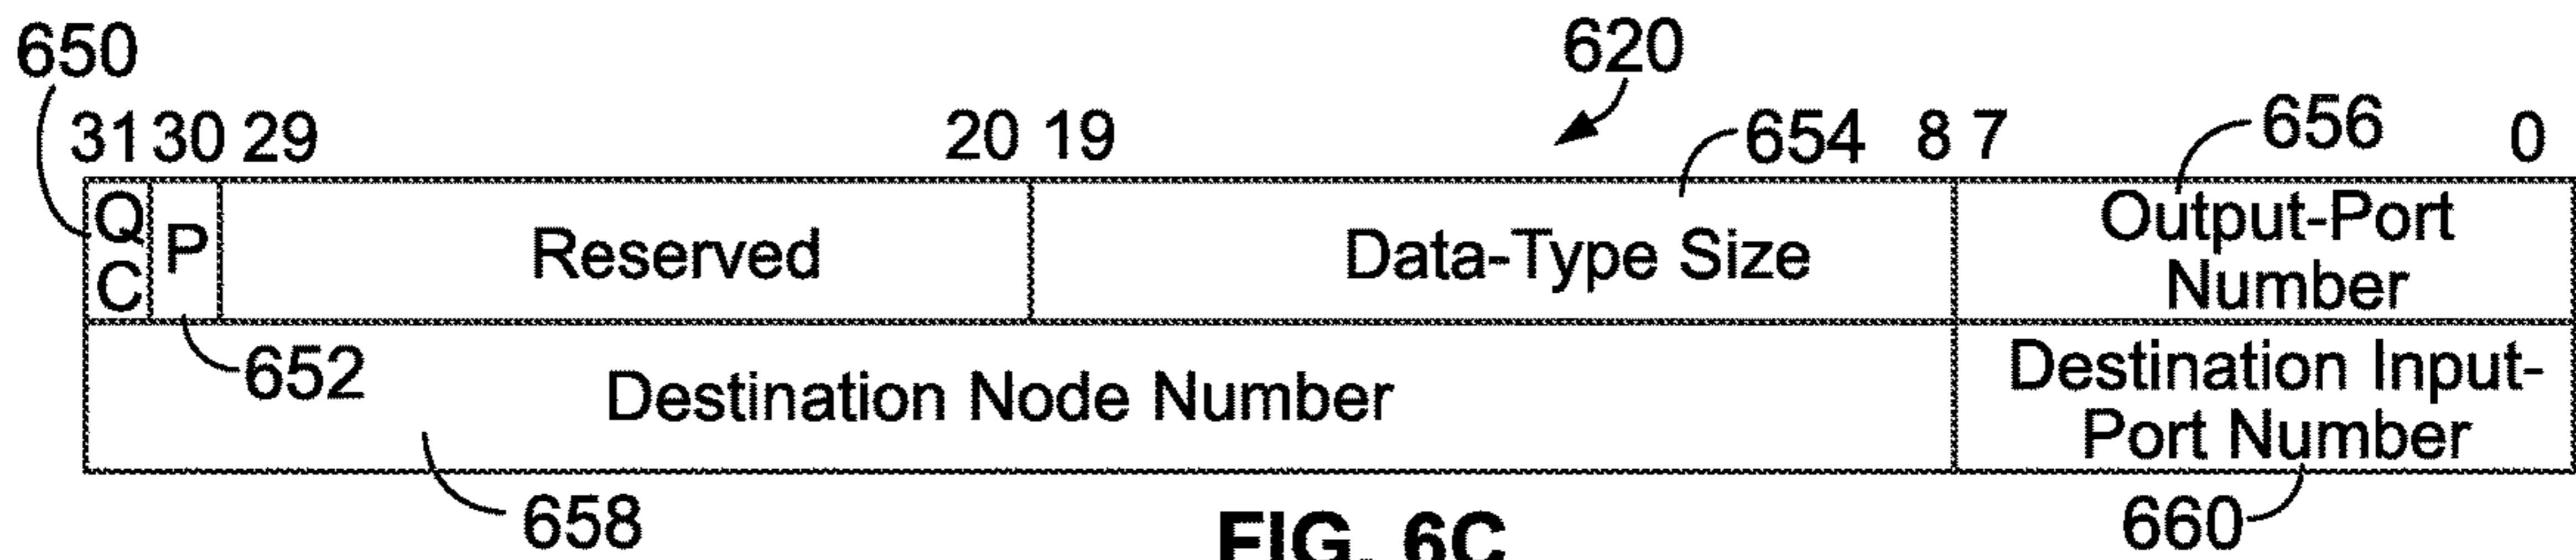 620
650
31 30 29 20 19 654 8 7 656 0
QC P Reserved Data-Type Size Output-Port Number
652
Destination Node Number Destination Input-Port Number
658 660
FIG. 6C